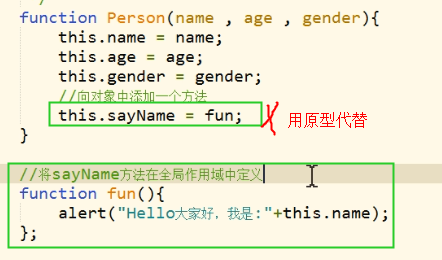 function Person(name , age , gender){
this.name = name;
this.age = age;
this.gender = gender;
//向对象中添加一个方法
this.sayName = fun; 用原型代替
}
//将sayName方法在全局作用域中定义
function fun(){
alert("Hello大家好，我是:"+this.name);
};